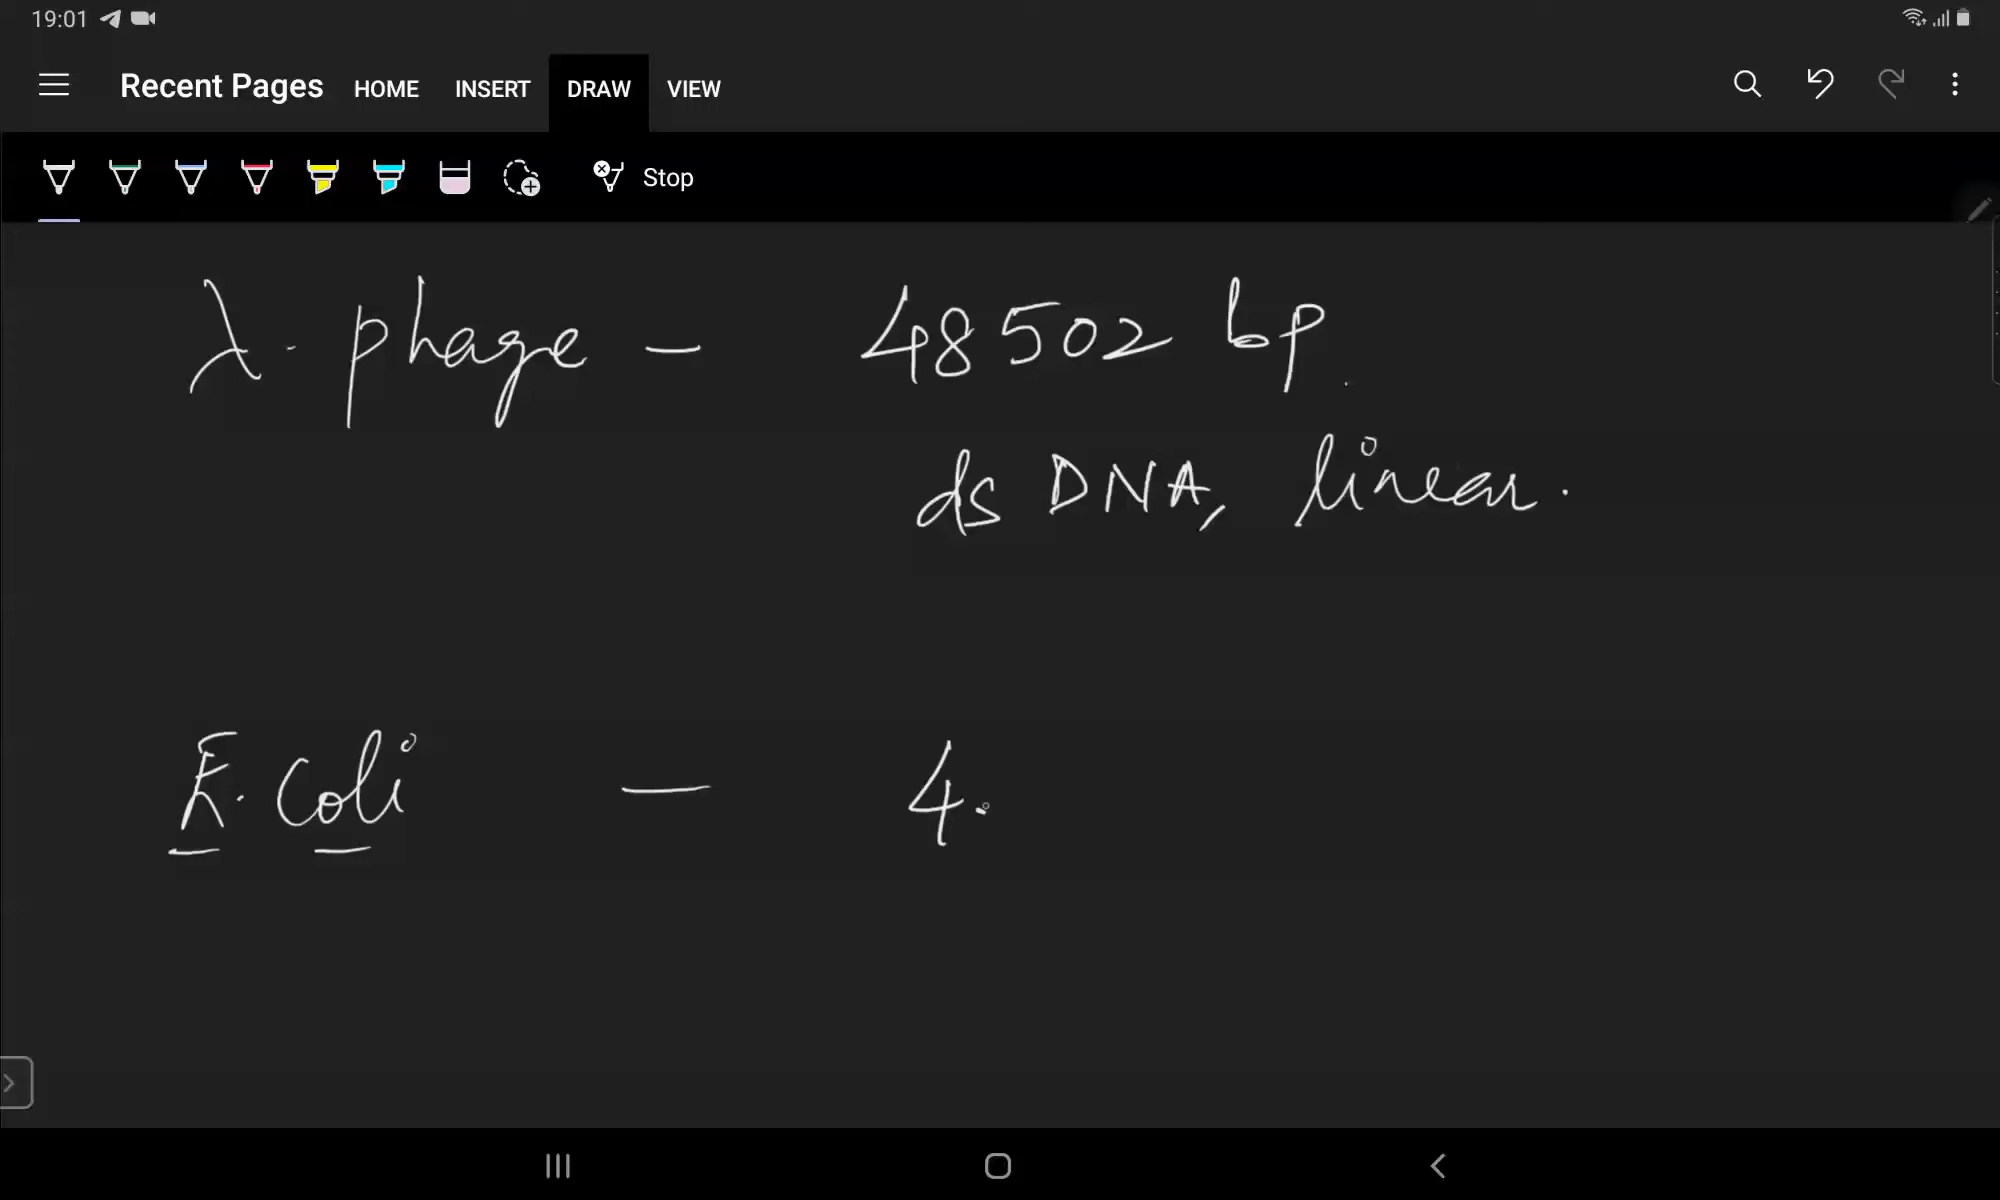 19:01
Recent Pages HOME INSERT DRAW VIEW
Stop
λ. phage - 48502 bp.
ds DNA, linear.
E. Coli - 4.